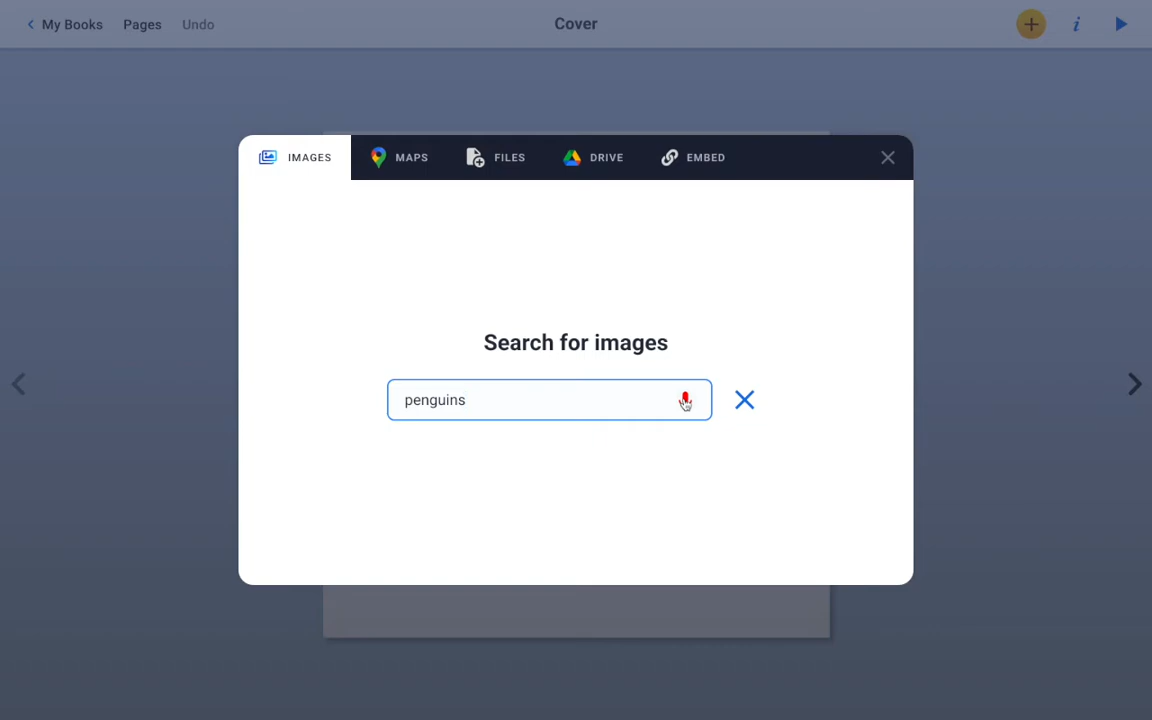 My Books Pages Undo Cover i
IMAGES MAPS FILES DRIVE EMBED
Search for images
penguins